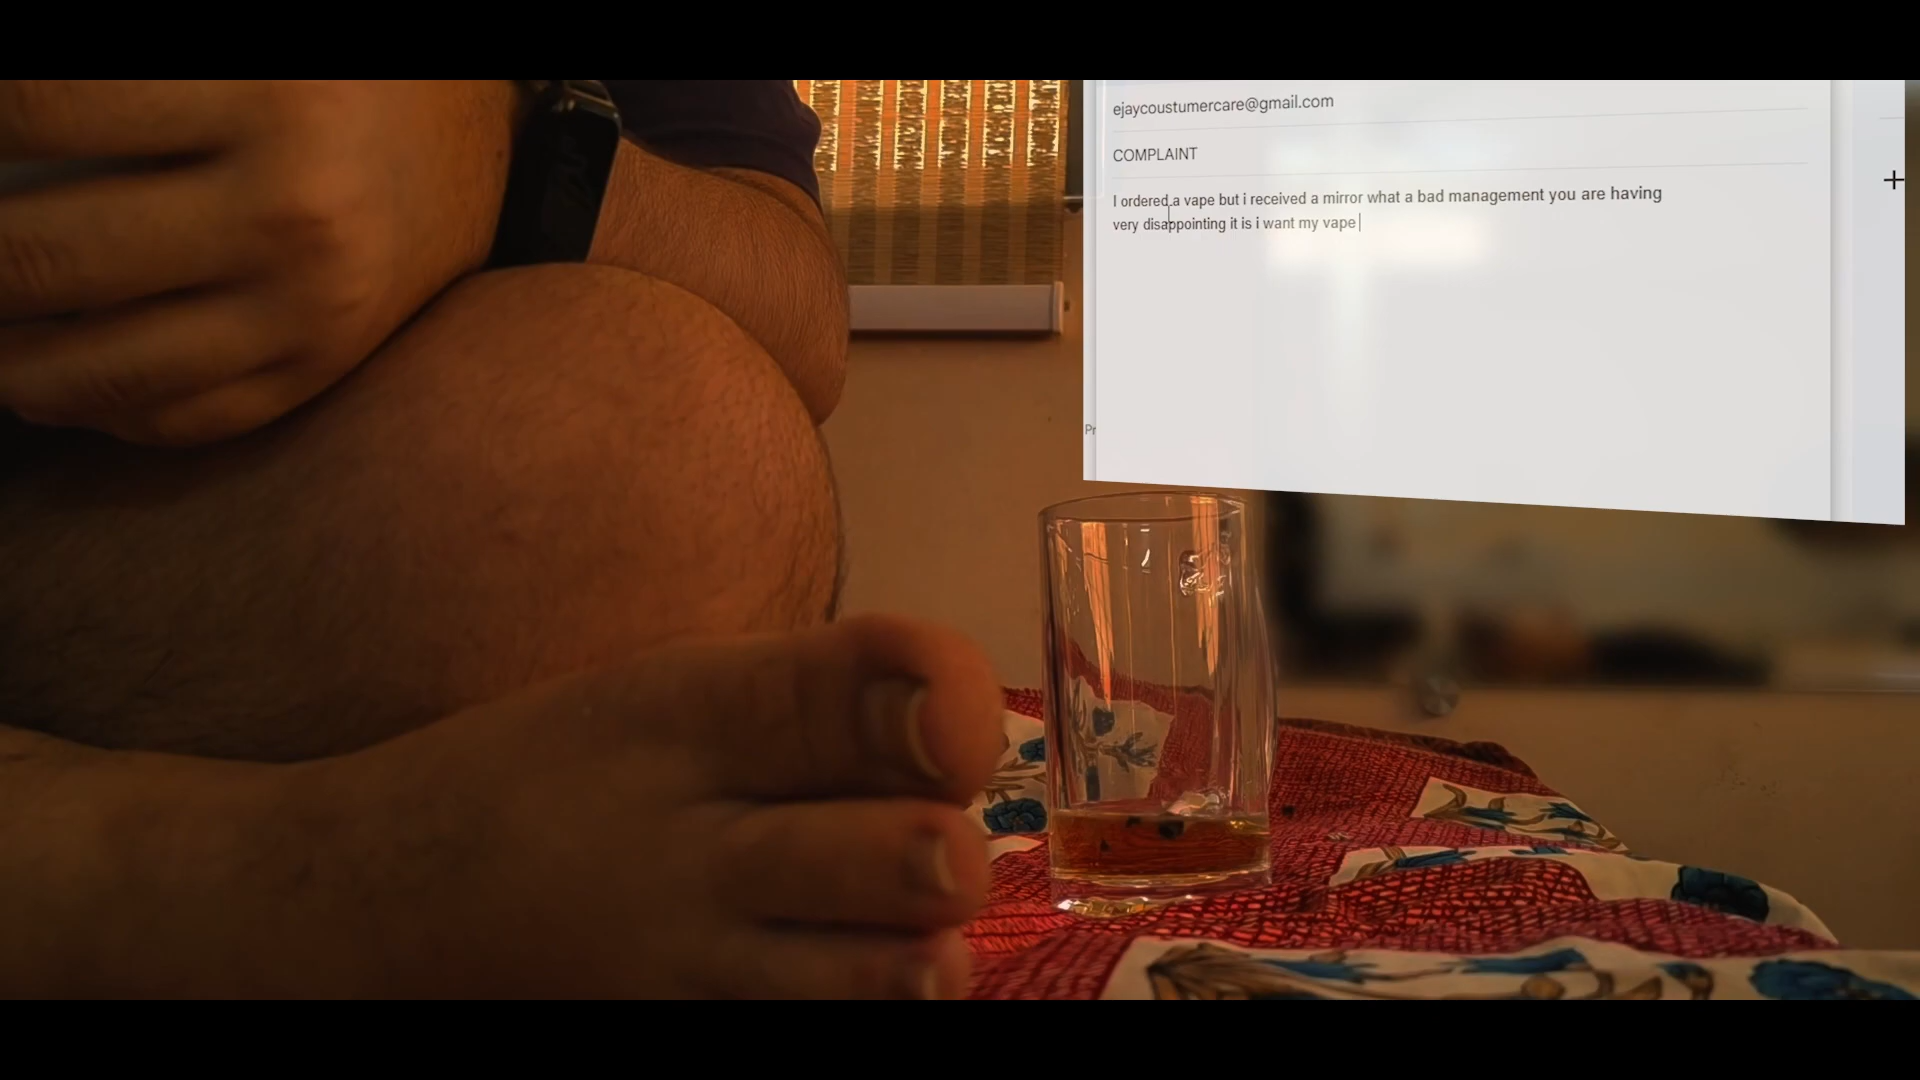 ejaycoustumercare@gmail.com
COMPLAINT
I ordered a vape but i received a mirror what a bad management you are having
very disappointing it is i want my vape
Pr